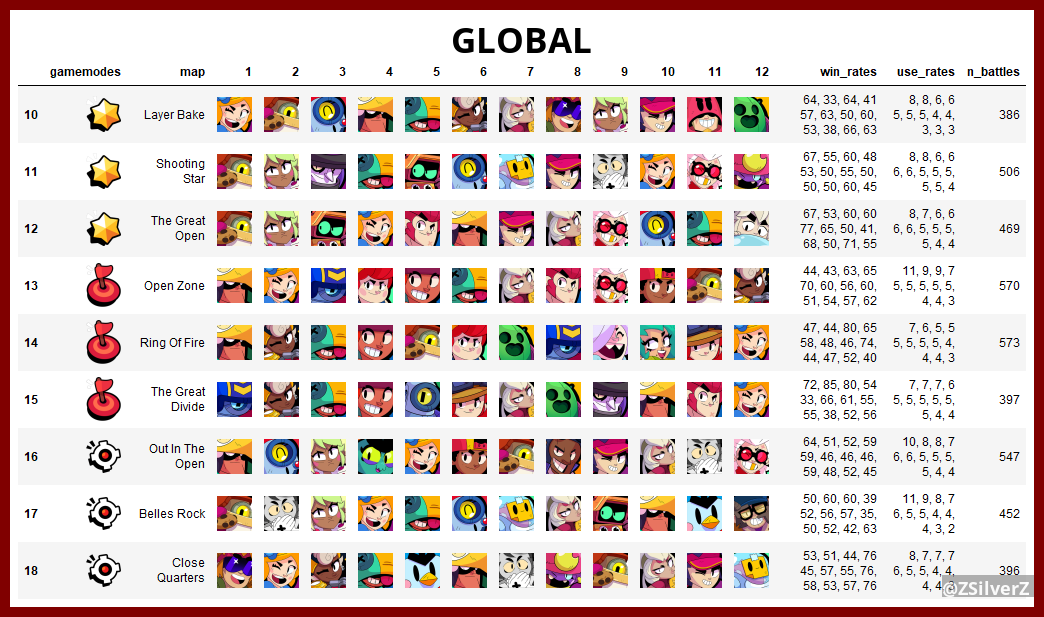 GLOBAL
gamemodes map 1 2 3 4 5 6 7 8 9 10 11 12 win_rates use_rates n_battles
10 Layer Bake 64, 33, 64, 41 8, 8, 6, 6 386
57, 63, 50, 60, 5, 5, 5, 4, 4,
53, 38, 66, 63 3, 3, 3
11 Shooting Star 67, 55, 60, 48 8, 8, 6, 6 506
53, 50, 55, 50, 6, 6, 5, 5, 5,
50, 50, 60, 45 5, 5, 4
12 The Great Open 67, 53, 60, 60 8, 7, 6, 6 469
77, 65, 50, 41, 6, 6, 5, 5, 5,
68, 50, 71, 55 5, 4, 4
13 Open Zone 44, 43, 63, 65 11, 9, 9, 7 570
70, 60, 56, 60, 5, 5, 5, 5, 5,
51, 54, 57, 62 4, 4, 3
14 Ring Of Fire 47, 44, 80, 65 7, 6, 5, 5 573
58, 48, 46, 74, 5, 5, 5, 5, 4,
44, 47, 52, 40 4, 4, 3
15 The Great Divide 72, 85, 80, 54 7, 7, 7, 6 397
33, 66, 61, 55, 5, 5, 5, 5, 5,
55, 38, 52, 56 5, 4, 4
16 Out In The Open 64, 51, 52, 59 10, 8, 8, 7 547
59, 46, 46, 46, 6, 6, 5, 5, 5,
59, 48, 52, 45 5, 4, 4
17 Belles Rock 50, 60, 60, 39 11, 9, 8, 7 452
52, 56, 57, 35, 6, 5, 5, 4, 4,
50, 52, 42, 63 4, 3, 2
18 Close Quarters 53, 51, 44, 76 8, 7, 7, 7 396
45, 57, 55, 76, 6, 5, 5, 4, 4,
58, 53, 57, 76 4, 4
@ZSilverZ